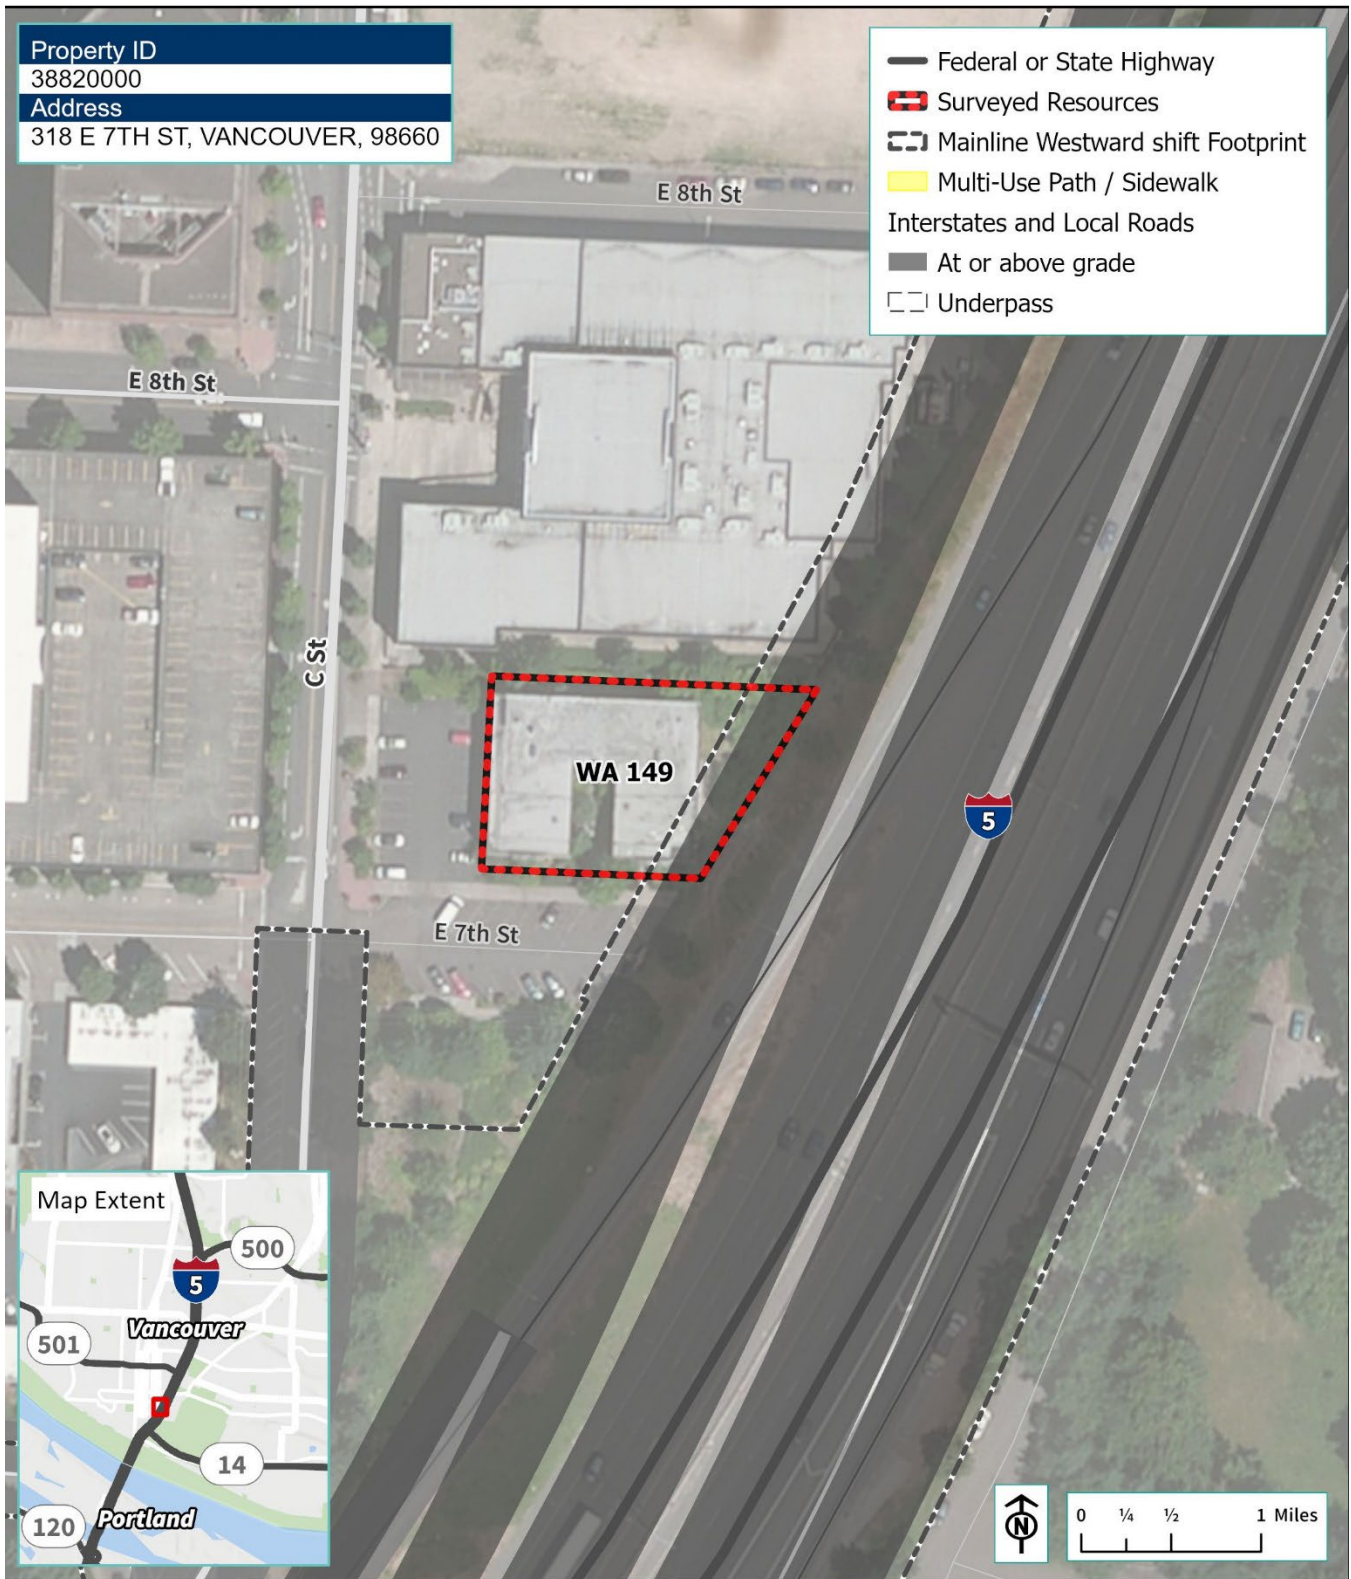 Property ID
38820000
Address
318 E 7TH ST, VANCOUVER, 98660
Federal or State Highway
Surveyed Resources
Mainline Westward shift Footprint
Multi-Use Path / Sidewalk
Interstates and Local Roads
At or above grade
Underpass
E 8th St
E 8th St
C St
WA 149
5
E 7th St
Map Extent
500
5
Vancouver
501
14
Portland
120
N
0 ¼ ½ 1 Miles